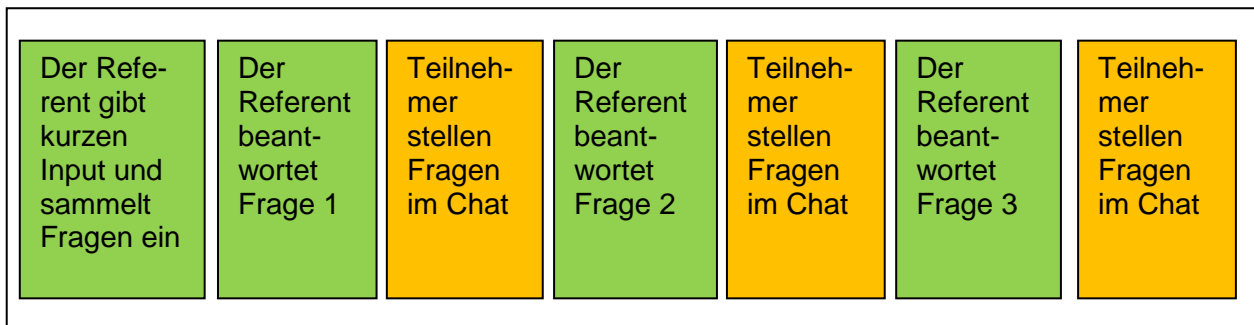 Der Refe-
rent gibt
kurzen
Input und
sammelt
Fragen ein
Der
Referent
beant-
wortet
Frage 1
Teilneh-
mer
stellen
Fragen
im Chat
Der
Referent
beant-
wortet
Frage 2
Teilneh-
mer
stellen
Fragen
im Chat
Der
Referent
beant-
wortet
Frage 3
Teilneh-
mer
stellen
Fragen
im Chat